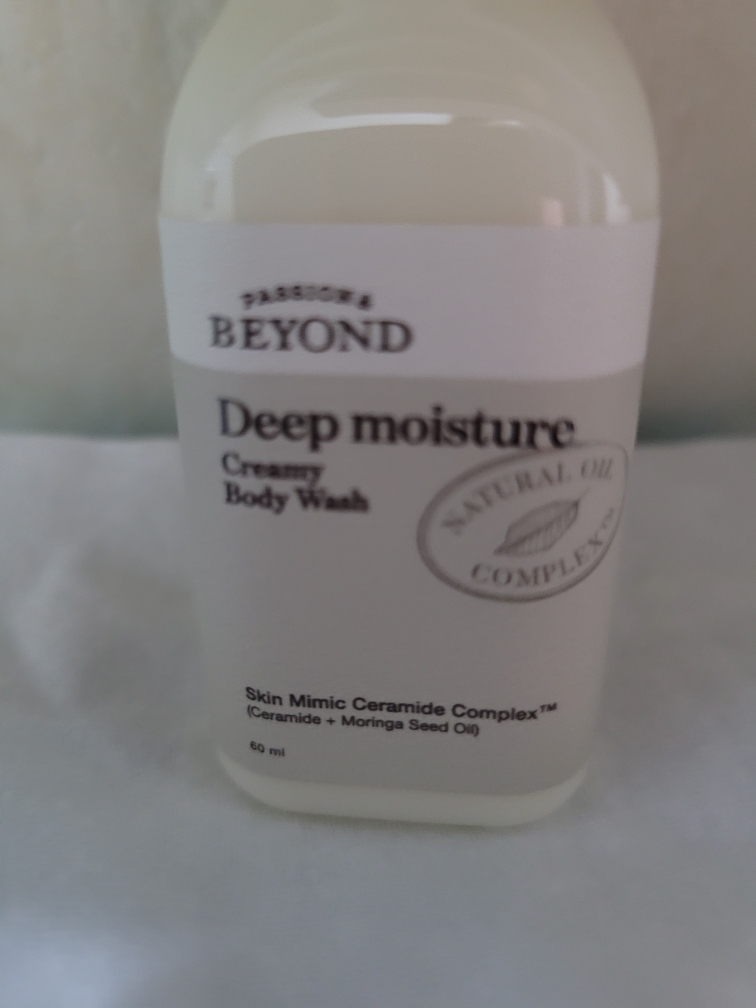 PASSION&
BEYOND
Deep moisture
Creamy
Body Wash
NATURAL OIL
COMPLEX™
Skin Mimic Ceramide Complex™
(Ceramide + Moringa Seed Oil)
60 ml